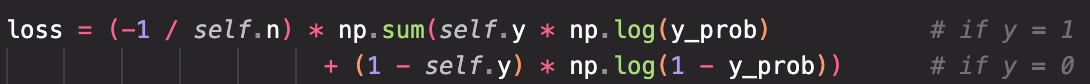 loss = (-1 / self.n) * np.sum(self.y * np.log(y_prob) # if y = 1
+ (1 - self.y) * np.log(1 - y_prob)) # if y = 0